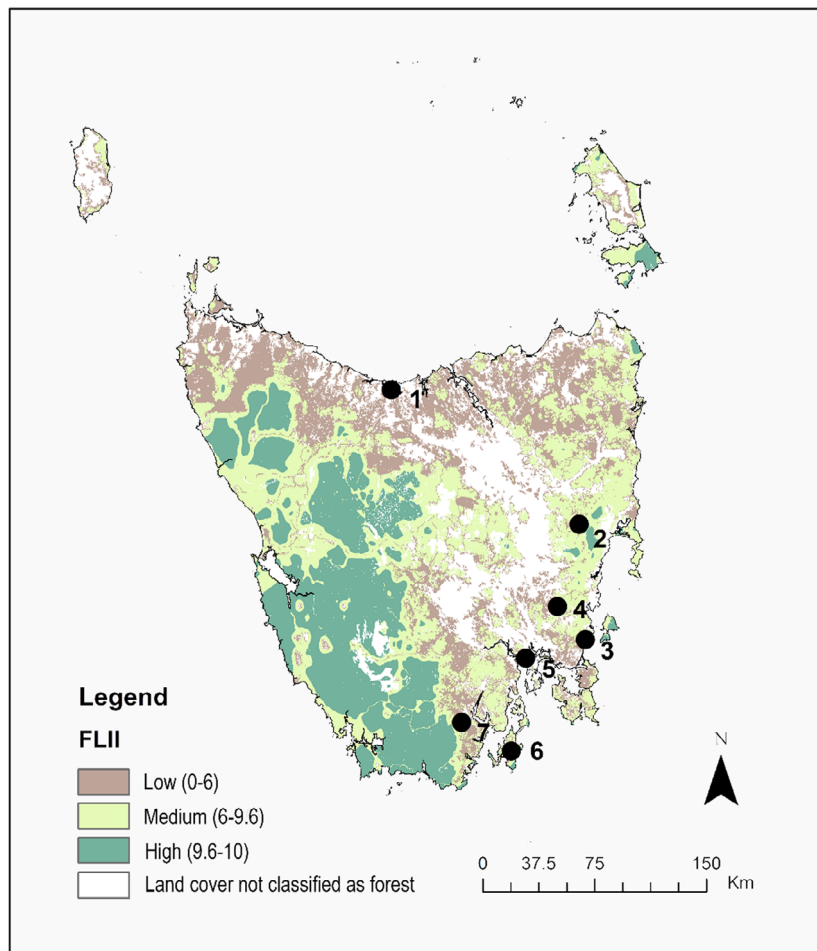 1
2
4
3
5
7
6
Legend
FLII
Low (0-6)
Medium (6-9.6)
High (9.6-10)
Land cover not classified as forest
N
0 37.5 75 150
Km